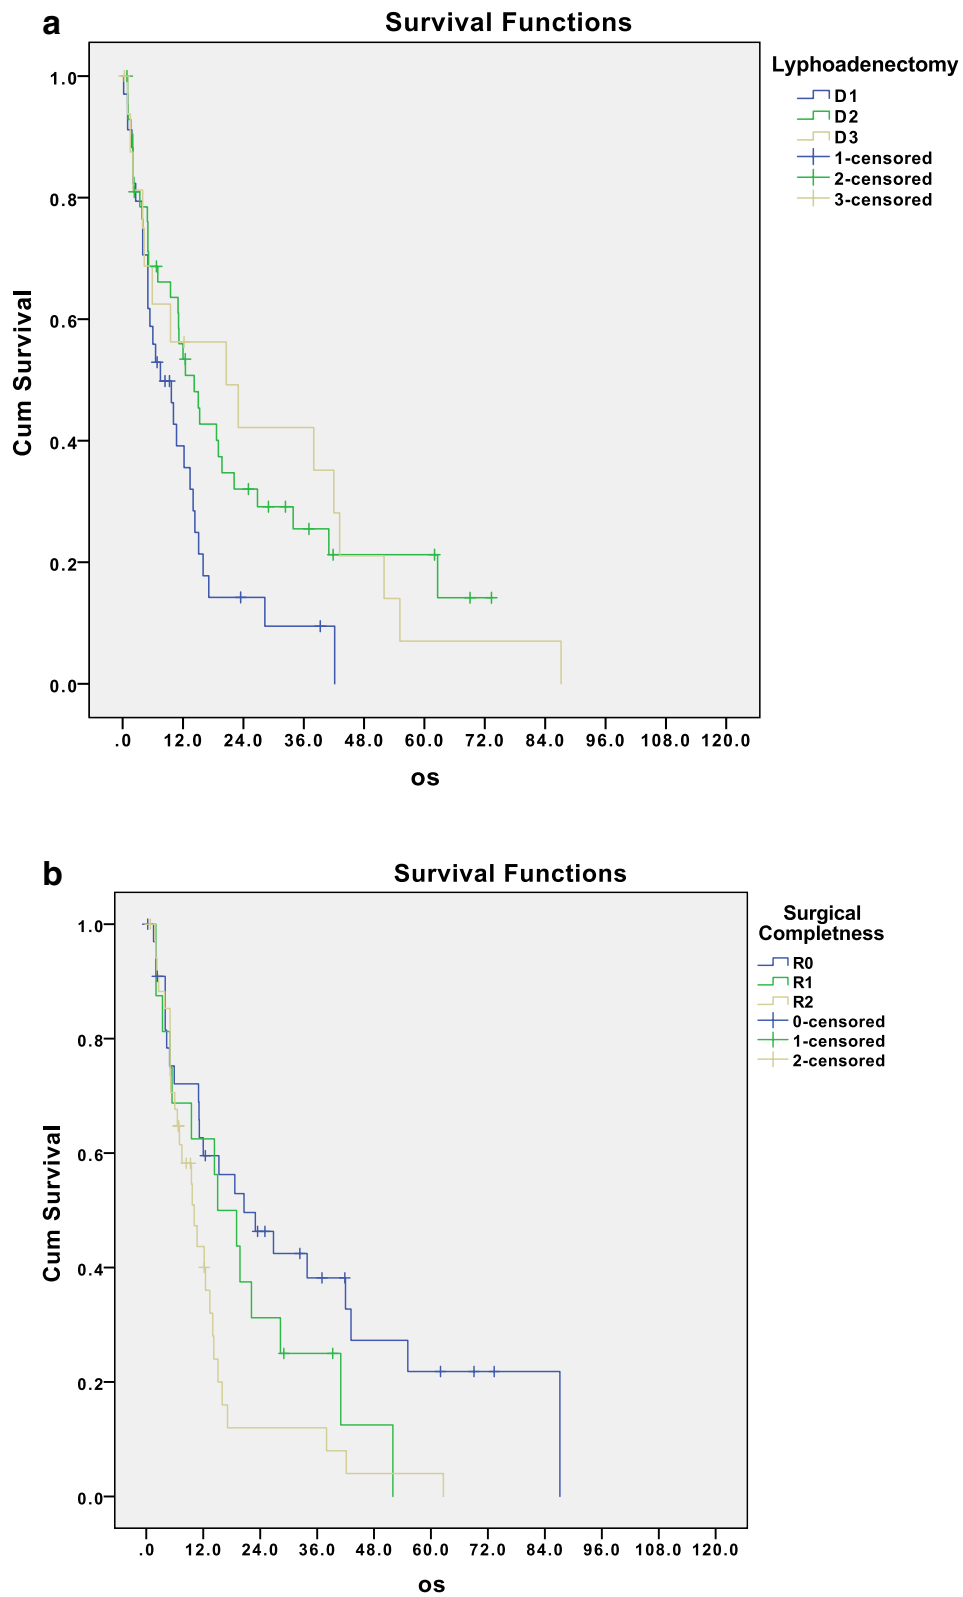 a
Survival Functions
Lyphoadenectomy
D1
D2
D3
1-censored
2-censored
3-censored
Cum Survival
1.0
0.8
0.6
0.4
0.2
0.0
.0 12.0 24.0 36.0 48.0 60.0 72.0 84.0 96.0 108.0 120.0
os
b
Survival Functions
Surgical
Completness
R0
R1
R2
0-censored
1-censored
2-censored
Cum Survival
1.0
0.8
0.6
0.4
0.2
0.0
.0 12.0 24.0 36.0 48.0 60.0 72.0 84.0 96.0 108.0 120.0
os